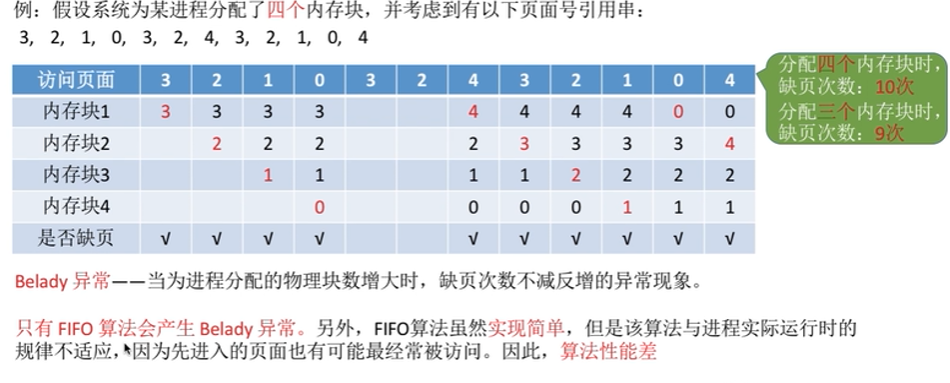 例：假设系统为某进程分配了四个内存块，并考虑到有以下页面号引用串：
3, 2, 1, 0, 3, 2, 4, 3, 2, 1, 0, 4
访问页面 3 2 1 0 3 2 4 3 2 1 0 4
内存块1 3 3 3 3 4 4 4 4 0 0
内存块2 2 2 2 2 3 3 3 3 4
内存块3 1 1 1 1 2 2 2 2
内存块4 0 0 0 0 1 1 1
是否缺页 √ √ √ √ √ √ √ √ √ √
分配四个内存块时，
缺页次数：10次
分配三个内存块时，
缺页次数：9次
Belady 异常——当为进程分配的物理块数增大时，缺页次数不减反增的异常现象。
只有 FIFO 算法会产生 Belady 异常。另外，FIFO算法虽然实现简单，但是该算法与进程实际运行时的
规律不适应，因为先进入的页面也有可能最经常被访问。因此，算法性能差